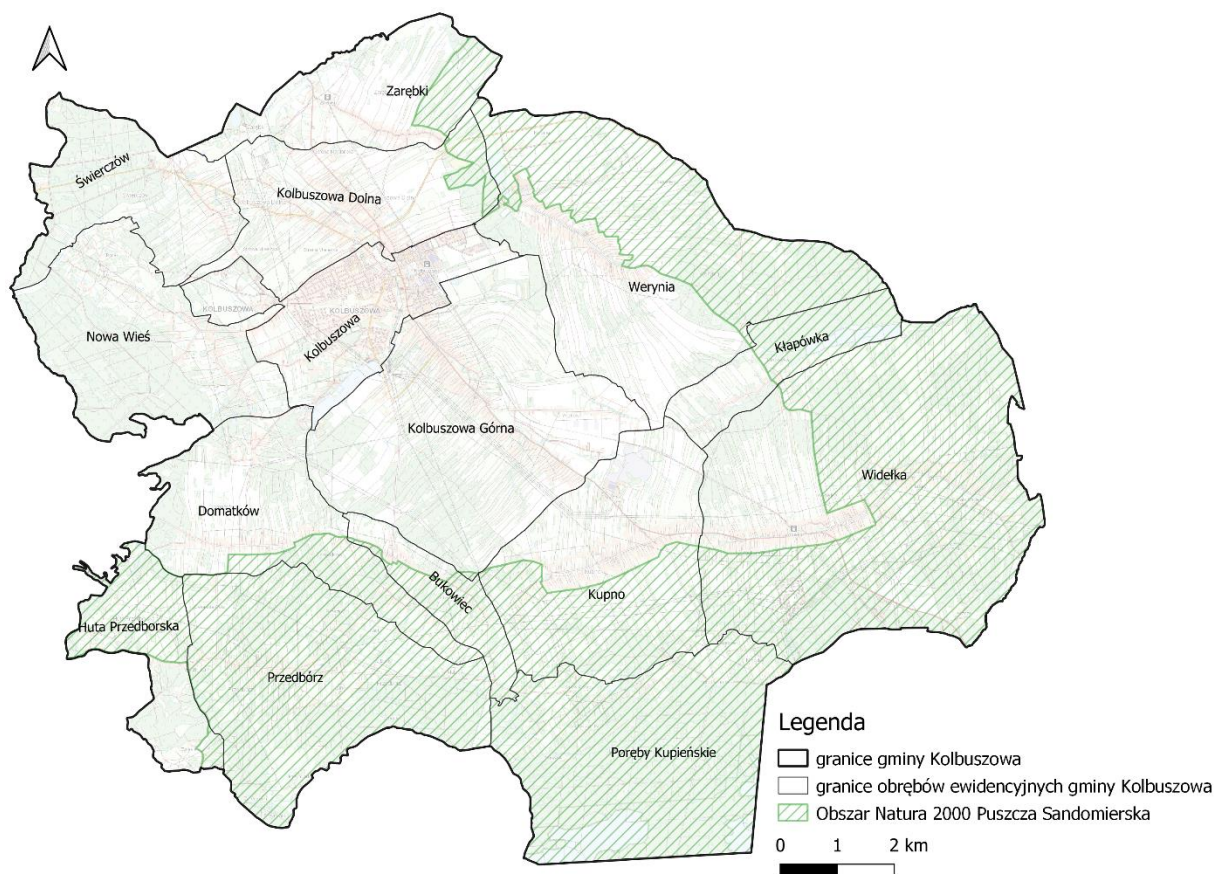 Zarębki
Świerczów
Kolbuszowa Dolna
Werynia
KOLBUSZOWA
KOLBUSZOWA
Nowa Wieś
Kolbuszowa
Kłapówka
Kolbuszowa Górna
Widełka
Domatków
Bukowiec
Kupno
Huta Przedborska
Przedbórz
Poręby Kupieńskie
Legenda
granice gminy Kolbuszowa
granice obrębów ewidencyjnych gminy Kolbuszowa
Obszar Natura 2000 Puszcza Sandomierska
0 1 2 km